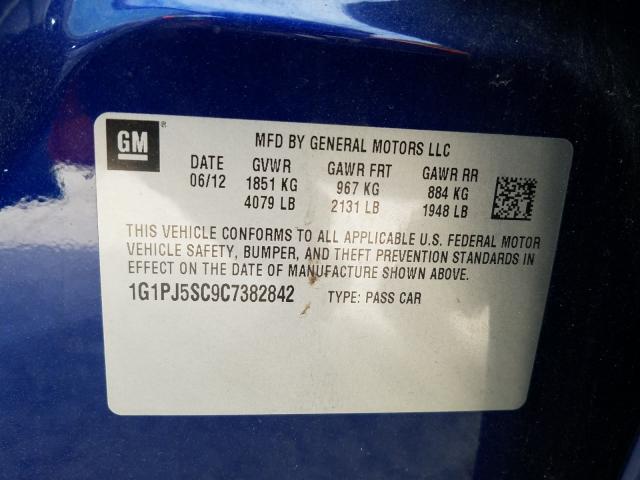 GM ®
MFD BY GENERAL MOTORS LLC
DATE GVWR GAWR FRT GAWR RR
06/12 1851 KG 967 KG 884 KG
4079 LB 2131 LB 1948 LB
THIS VEHICLE CONFORMS TO ALL APPLICABLE U.S. FEDERAL MOTOR
VEHICLE SAFETY, BUMPER, AND THEFT PREVENTION STANDARDS IN
EFFECT ON THE DATE OF MANUFACTURE SHOWN ABOVE.
1G1PJ5SC9C7382842 TYPE: PASS CAR